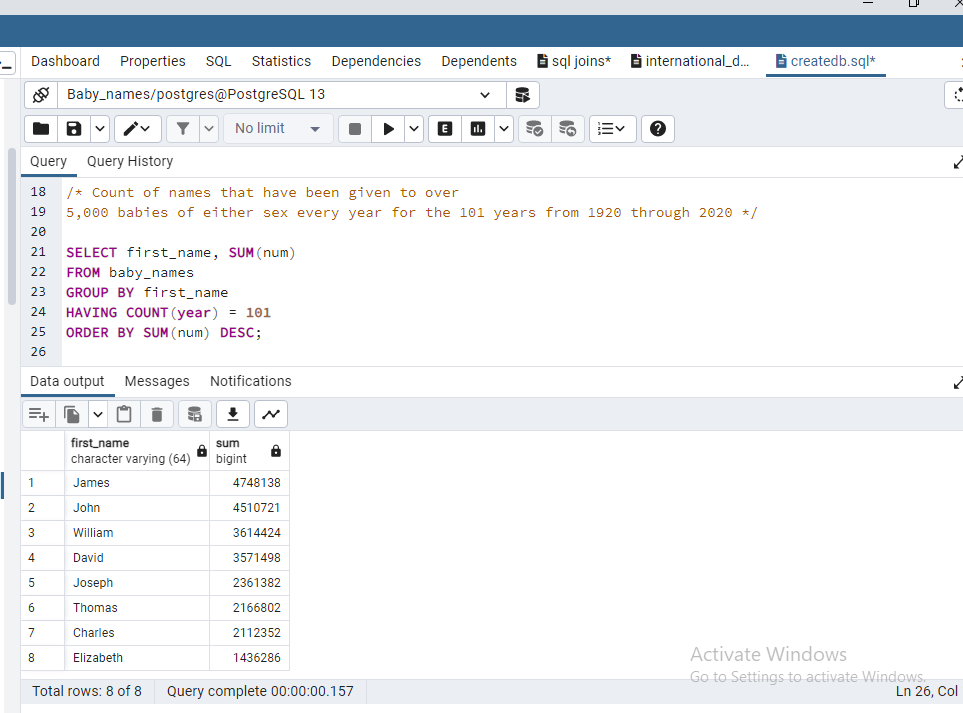 Dashboard Properties SQL Statistics Dependencies Dependents sql joins* international_d... createdb.sql*
Baby_names/postgres@PostgreSQL 13
No limit E
Query Query History
18 /* Count of names that have been given to over
19 5,000 babies of either sex every year for the 101 years from 1920 through 2020 */
20
21 SELECT first_name, SUM(num)
22 FROM baby_names
23 GROUP BY first_name
24 HAVING COUNT(year) = 101
25 ORDER BY SUM(num) DESC;
26
Data output Messages Notifications
first_name sum
character varying (64) bigint
1 James 4748138
2 John 4510721
3 William 3614424
4 David 3571498
5 Joseph 2361382
6 Thomas 2166802
7 Charles 2112352
8 Elizabeth 1436286
Activate Windows
Go to Settings to activate Windows.
Total rows: 8 of 8 Query complete 00:00:00.157 Ln 26, Col